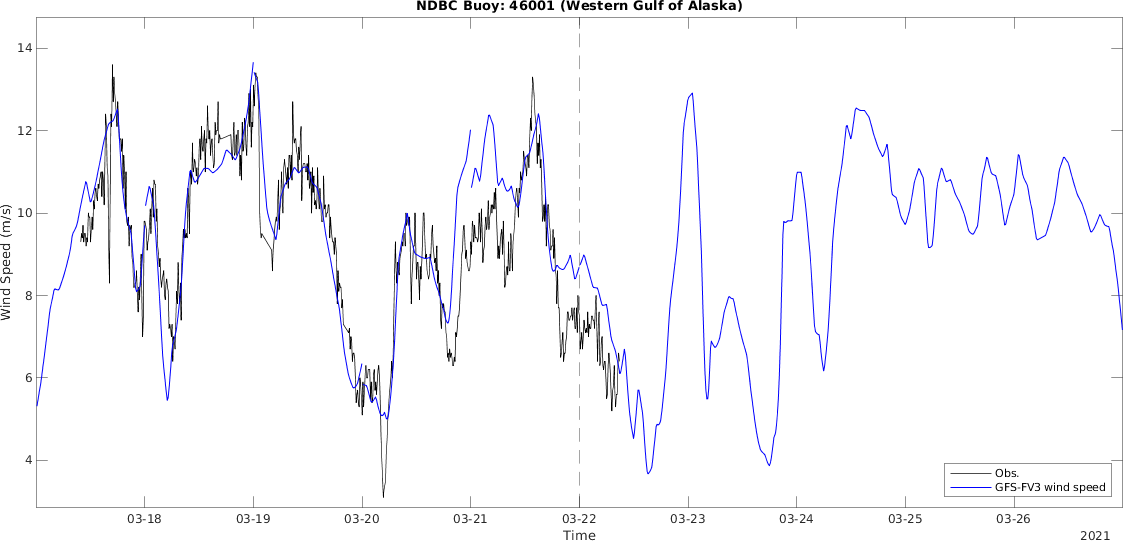 NDBC Buoy: 46001 (Western Gulf of Alaska)
14
12
10
8
6
4
Wind Speed (m/s)
Obs.
GFS-FV3 wind speed
03-18 03-19 03-20 03-21 03-22 03-23 03-24 03-25 03-26
Time
2021